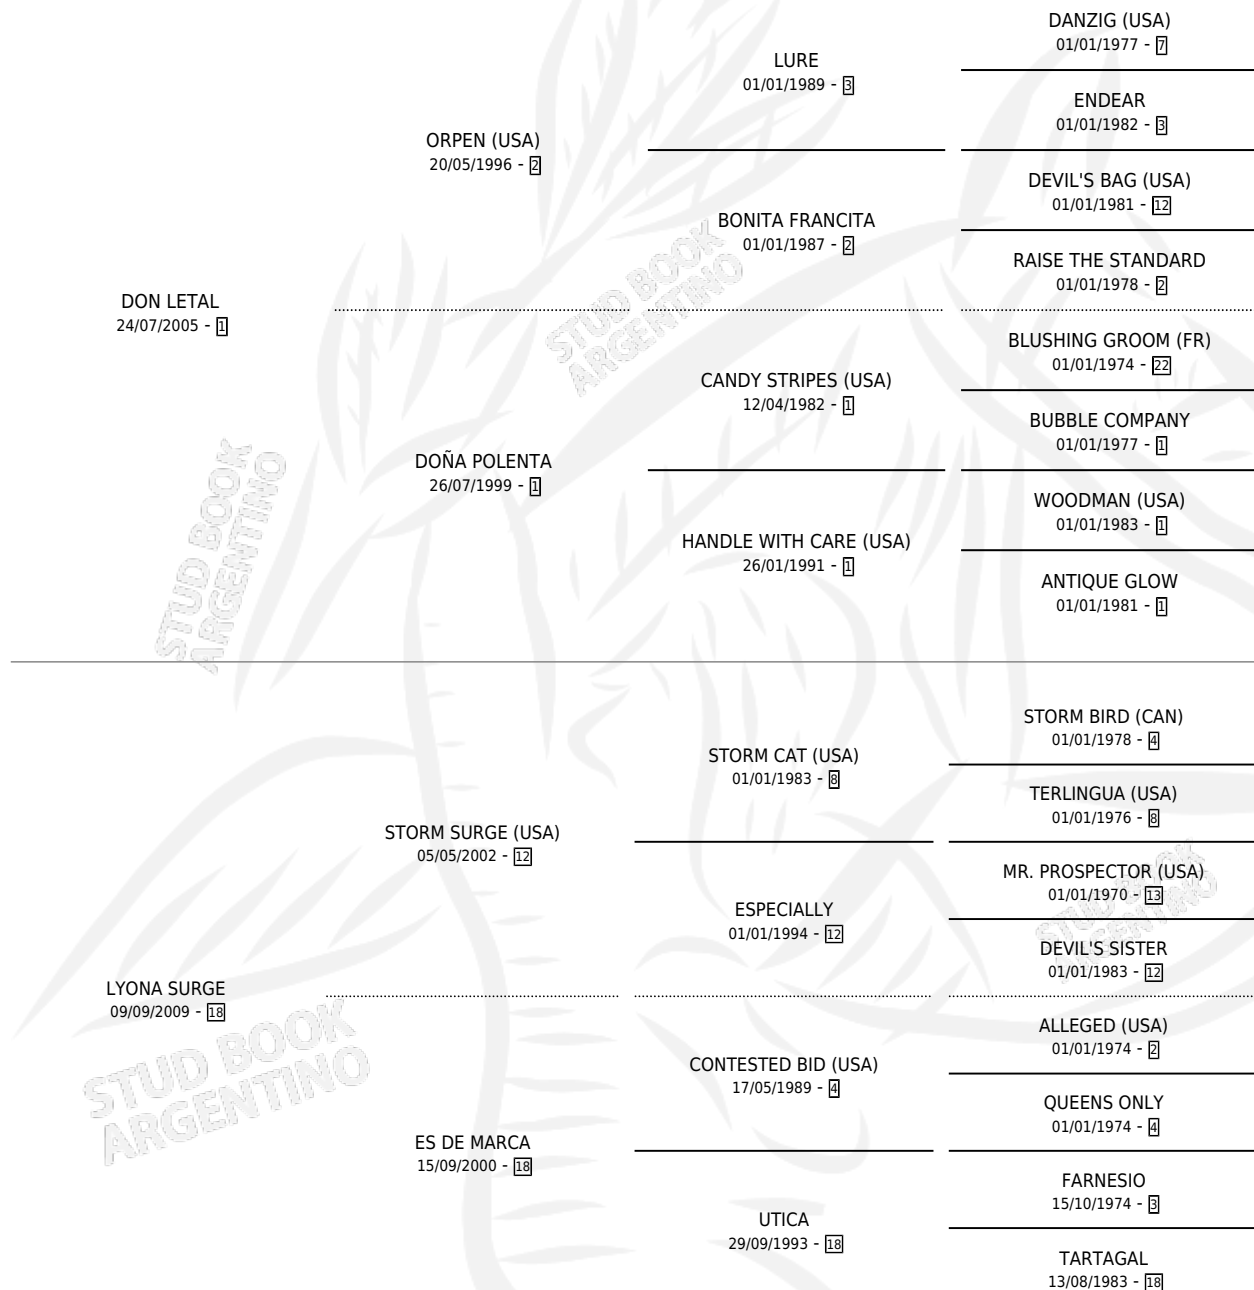 DANZIG (USA)
01/01/1977 - 7
LURE
01/01/1989 - 3
ENDEAR
01/01/1982 - 3
ORPEN (USA)
20/05/1996 - 2
DEVIL'S BAG (USA)
01/01/1981 - 12
BONITA FRANCITA
01/01/1987 - 2
RAISE THE STANDARD
01/01/1978 - 2
DON LETAL
24/07/2005 - 1
STUD BOOK
ARGENTINO
BLUSHING GROOM (FR)
01/01/1974 - 22
CANDY STRIPES (USA)
12/04/1982 - 1
BUBBLE COMPANY
01/01/1977 - 1
DOÑA POLENTA
26/07/1999 - 1
WOODMAN (USA)
01/01/1983 - 1
HANDLE WITH CARE (USA)
26/01/1991 - 1
ANTIQUE GLOW
01/01/1981 - 1
STUD BOOK
ARGENTINO
STORM BIRD (CAN)
01/01/1978 - 4
STORM CAT (USA)
01/01/1983 - 8
TERLINGUA (USA)
01/01/1976 - 8
STORM SURGE (USA)
05/05/2002 - 12
MR. PROSPECTOR (USA)
01/01/1970 - 13
ESPECIALLY
01/01/1994 - 12
STUD BOOK
ARGENTINO
DEVIL'S SISTER
01/01/1983 - 12
LYONA SURGE
09/09/2009 - 18
STUD BOOK
ARGENTINO
ALLEGED (USA)
01/01/1974 - 2
CONTESTED BID (USA)
17/05/1989 - 4
QUEENS ONLY
01/01/1974 - 4
ES DE MARCA
15/09/2000 - 18
FARNESIO
15/10/1974 - 3
UTICA
29/09/1993 - 18
TARTAGAL
13/08/1983 - 18